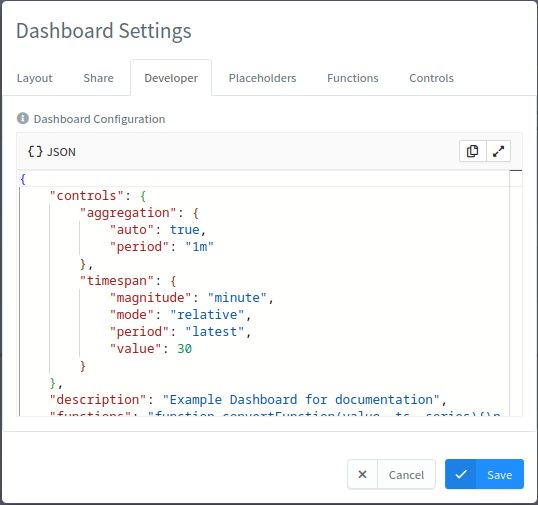 Dashboard Settings
Layout Share Developer Placeholders Functions Controls
Dashboard Configuration
{} JSON
{
    "controls": {
        "aggregation": {
            "auto": true,
            "period": "1m"
        },
        "timespan": {
            "magnitude": "minute",
            "mode": "relative",
            "period": "latest",
            "value": 30
        }
    },
    "description": "Example Dashboard for documentation",
    "functions": "function convertFunction(value, ts, series){\n
Cancel Save